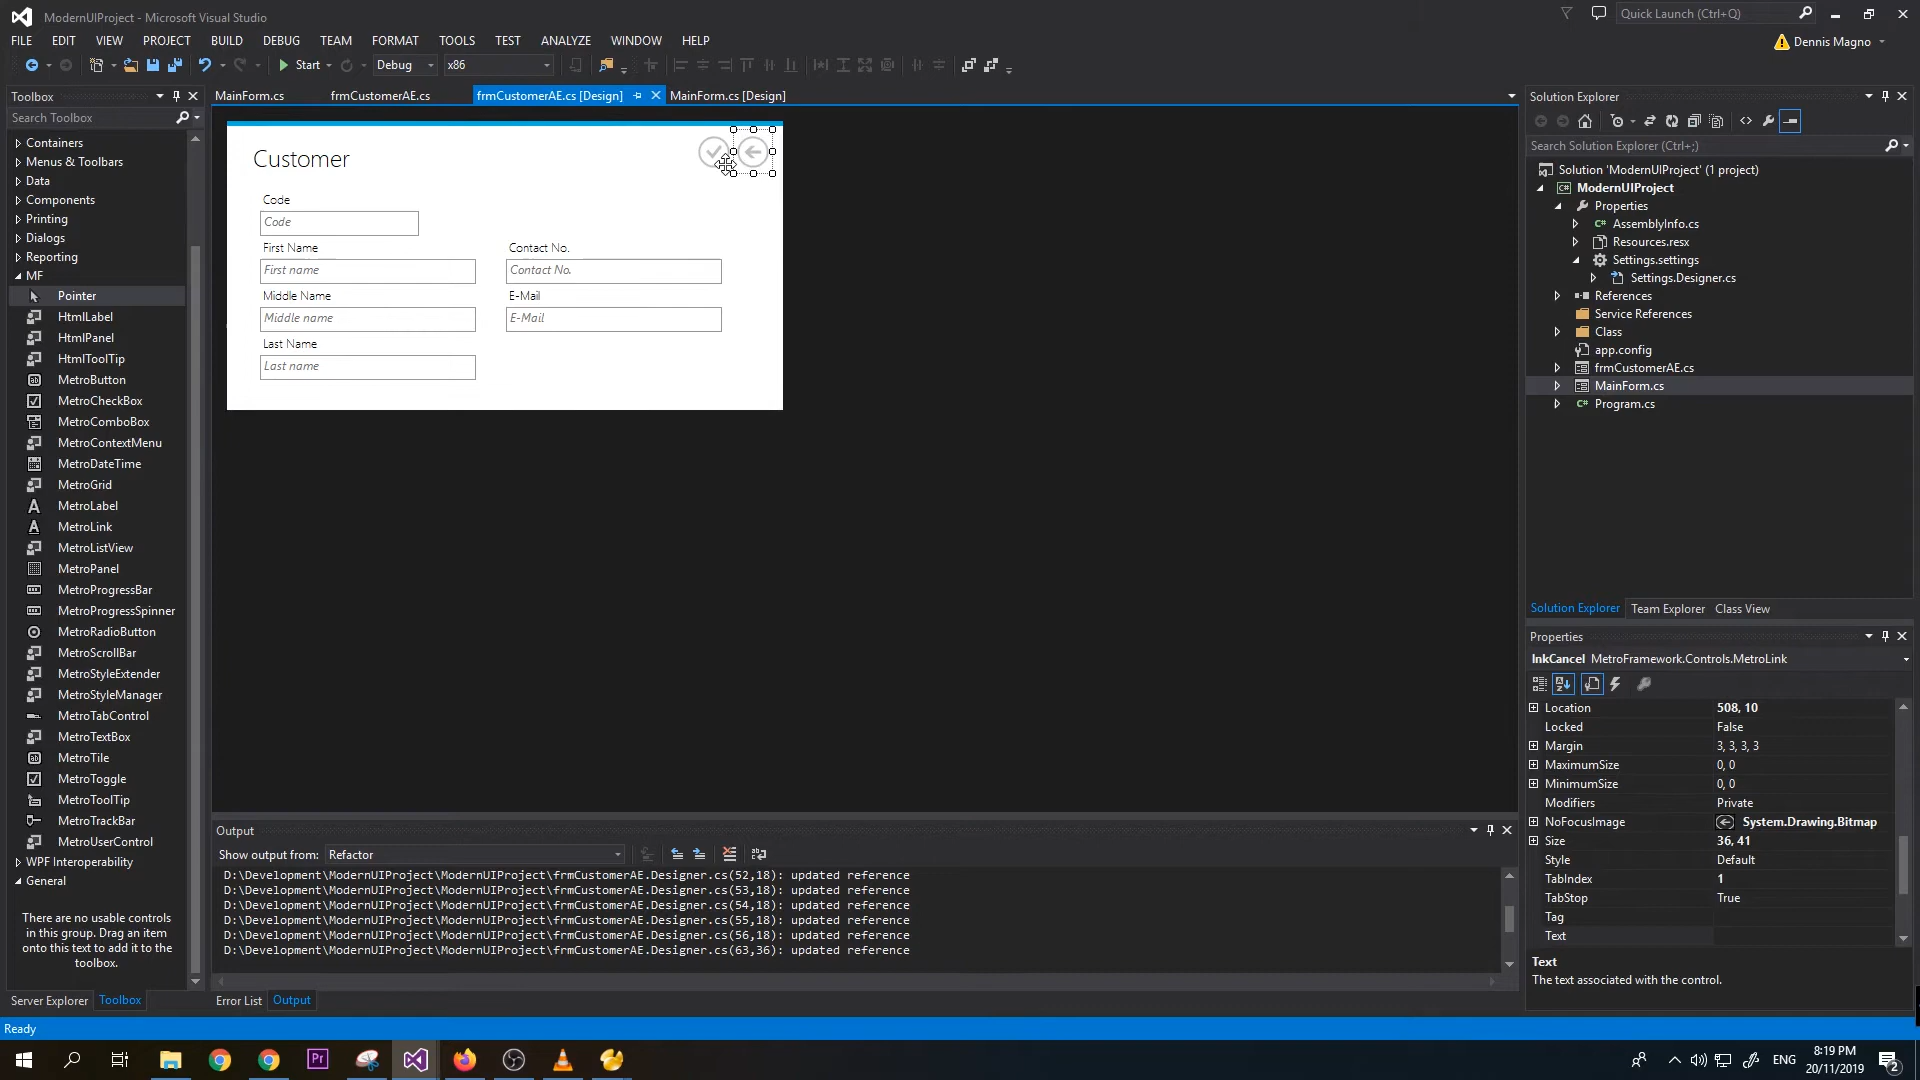 ModernUIProject - Microsoft Visual Studio
Quick Launch (Ctrl+Q)
FILE EDIT VIEW PROJECT BUILD DEBUG TEAM FORMAT TOOLS TEST ANALYZE WINDOW HELP
Dennis Magno
Start Debug x86
Toolbox
MainForm.cs frmCustomerAE.cs frmCustomerAE.cs [Design] MainForm.cs [Design]
Search Toolbox
Containers
Menus & Toolbars
Data
Components
Printing
Dialogs
Reporting
MF
Pointer
HtmlLabel
HtmlPanel
HtmlToolTip
MetroButton
MetroCheckBox
MetroComboBox
MetroContextMenu
MetroDateTime
MetroGrid
MetroLabel
MetroLink
MetroListView
MetroPanel
MetroProgressBar
MetroProgressSpinner
MetroRadioButton
MetroScrollBar
MetroStyleExtender
MetroStyleManager
MetroTabControl
MetroTextBox
MetroTile
MetroToggle
MetroToolTip
MetroTrackBar
MetroUserControl
WPF Interoperability
General
There are no usable controls
in this group. Drag an item
onto this text to add it to the
toolbox.
Server Explorer Toolbox
Customer
Code
Code
First Name Contact No.
First name Contact No.
Middle Name E-Mail
Middle name E-Mail
Last Name
Last name
Output
Show output from: Refactor
D:\Development\ModernUIProject\ModernUIProject\frmCustomerAE.Designer.cs(52,18): updated reference
D:\Development\ModernUIProject\ModernUIProject\frmCustomerAE.Designer.cs(53,18): updated reference
D:\Development\ModernUIProject\ModernUIProject\frmCustomerAE.Designer.cs(54,18): updated reference
D:\Development\ModernUIProject\ModernUIProject\frmCustomerAE.Designer.cs(55,18): updated reference
D:\Development\ModernUIProject\ModernUIProject\frmCustomerAE.Designer.cs(56,18): updated reference
D:\Development\ModernUIProject\ModernUIProject\frmCustomerAE.Designer.cs(63,36): updated reference
Error List Output
Solution Explorer
Search Solution Explorer (Ctrl+;)
Solution 'ModernUIProject' (1 project)
ModernUIProject
Properties
AssemblyInfo.cs
Resources.resx
Settings.settings
Settings.Designer.cs
References
Service References
Class
app.config
frmCustomerAE.cs
MainForm.cs
Program.cs
Solution Explorer Team Explorer Class View
Properties
lnkCancel MetroFramework.Controls.MetroLink
Location 508, 10
Locked False
Margin 3, 3, 3, 3
MaximumSize 0, 0
MinimumSize 0, 0
Modifiers Private
NoFocusImage System.Drawing.Bitmap
Size 36, 41
Style Default
TabIndex 1
TabStop True
Tag
Text
Text
The text associated with the control.
Ready
Pr
ENG
8:19 PM
20/11/2019
2